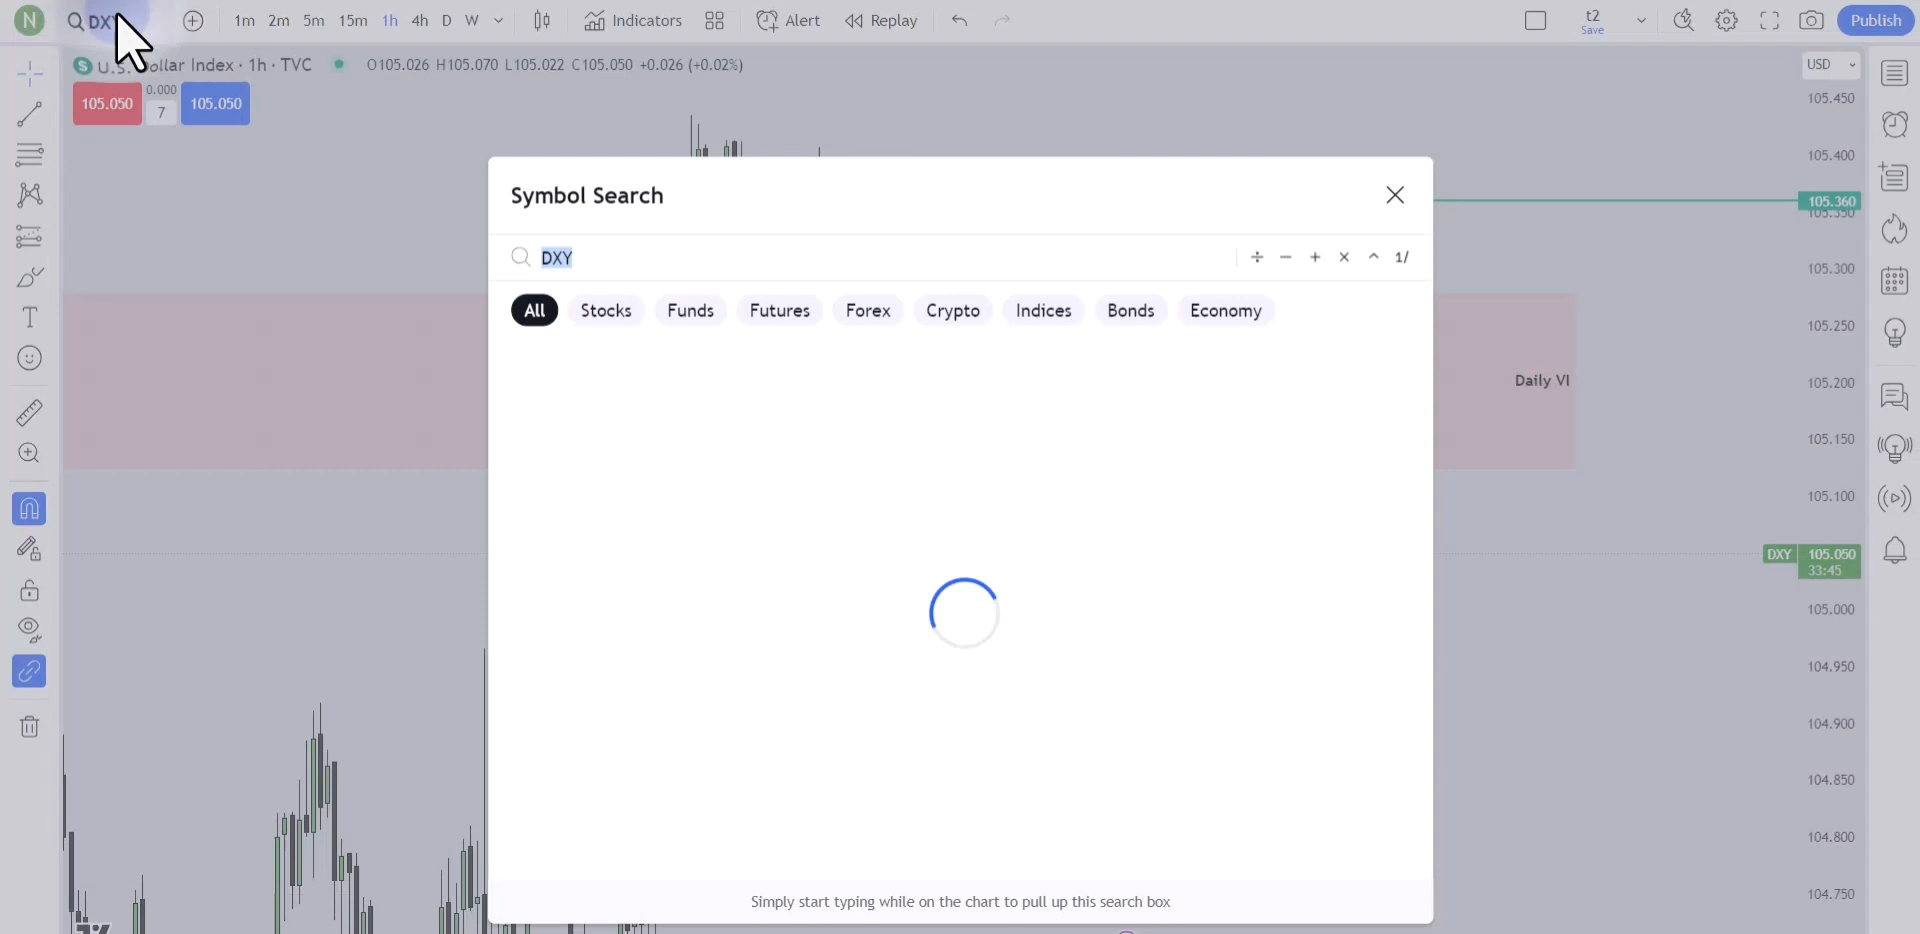 N DXY 1m 2m 5m 15m 1h 4h D W Indicators Alert Replay t2 Save Publish
U.S. Dollar Index · 1h · TVC O105.026 H105.070 L105.022 C105.050 +0.026 (+0.02%) USD
105.050 0.000 7 105.050
105.450
105.400
105.360
105.350
105.300
105.250
105.200
105.150
105.100
DXY 105.050
33:45
105.000
104.950
104.900
104.850
104.800
104.750
Daily VI
Symbol Search
DXY ÷ − + × ^ 1/
All Stocks Funds Futures Forex Crypto Indices Bonds Economy
Simply start typing while on the chart to pull up this search box